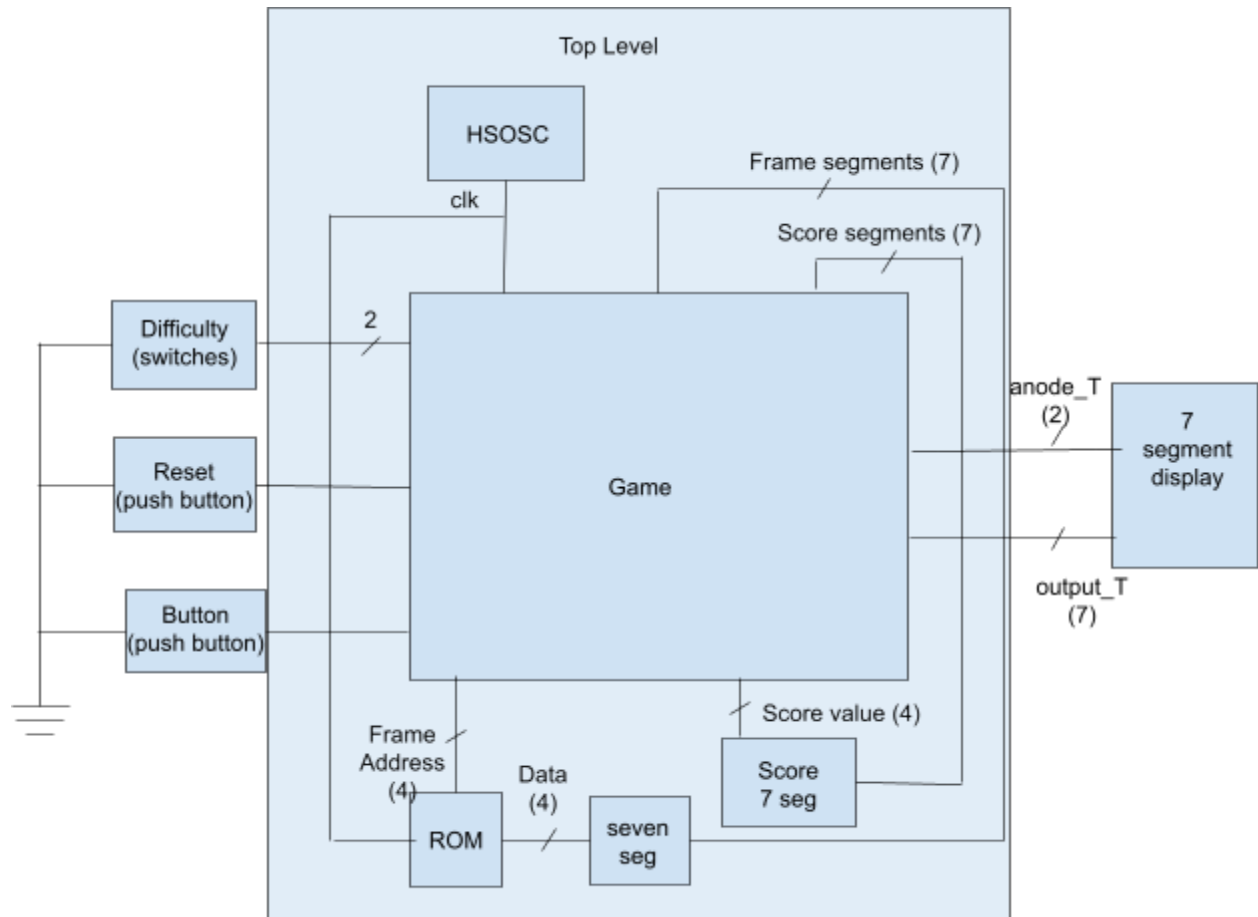 Top Level
HSOSC
clk
Frame segments (7)
Score segments (7)
Difficulty
(switches)
2
Reset
(push button)
Game
anode_T
(2)
7
segment
display
output_T
(7)
Button
(push button)
Frame
Address
(4)
Data
(4)
Score value (4)
Score
7 seg
ROM
seven
seg